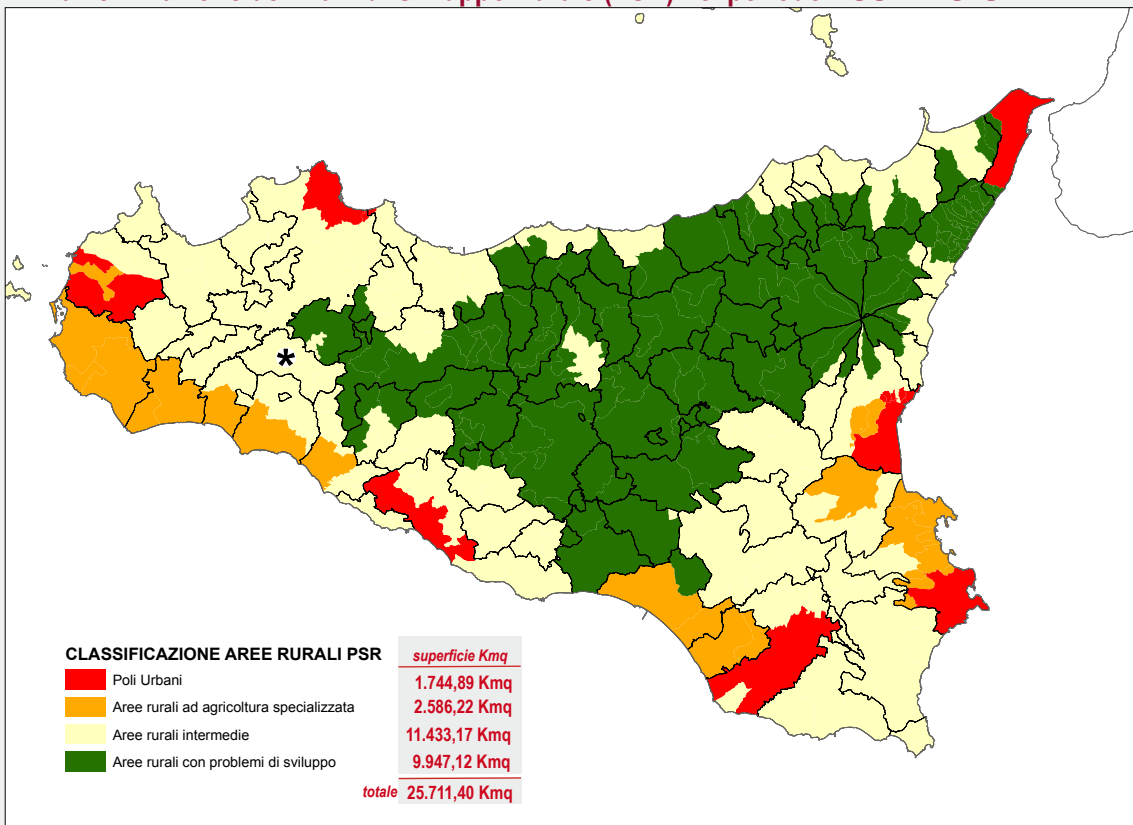 *
CLASSIFICAZIONE AREE RURALI PSR superficie Kmq
Poli Urbani 1.744,89 Kmq
Aree rurali ad agricoltura specializzata 2.586,22 Kmq
Aree rurali intermedie 11.433,17 Kmq
Aree rurali con problemi di sviluppo 9.947,12 Kmq
totale 25.711,40 Kmq